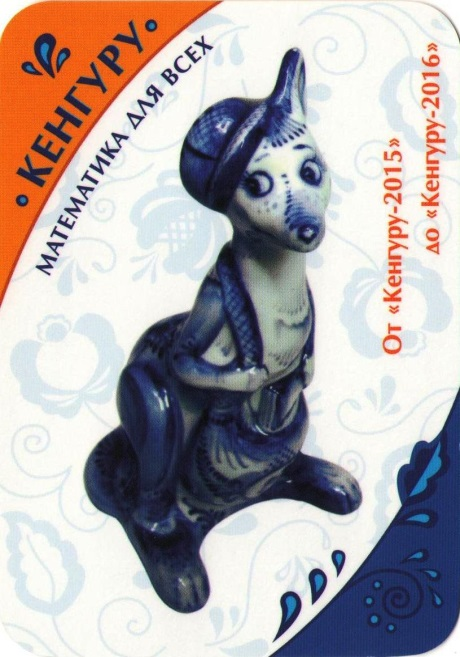 • КЕНГУРУ •
МАТЕМАТИКА ДЛЯ ВСЕХ
От «Кенгуру-2015»
до «Кенгуру-2016»